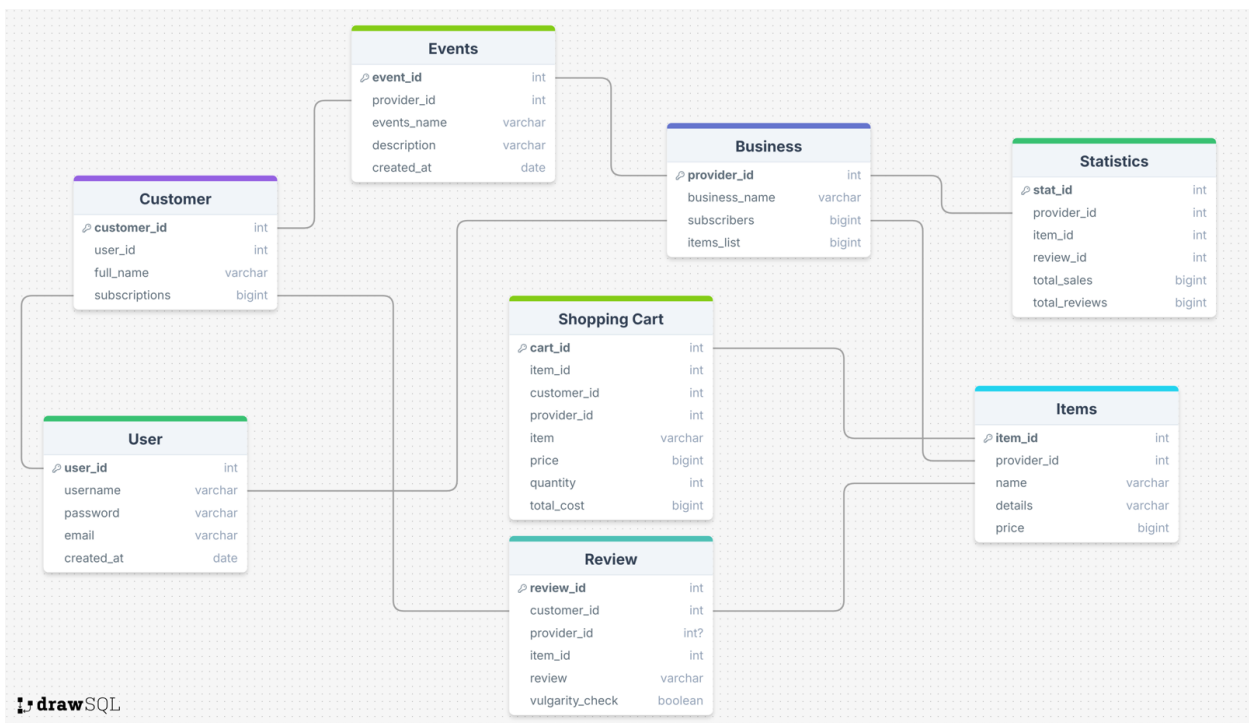 Events
event_id int
provider_id int
events_name varchar
description varchar
created_at date
Business
provider_id int
business_name varchar
subscribers bigint
items_list bigint
Statistics
stat_id int
provider_id int
item_id int
review_id int
total_sales bigint
total_reviews bigint
Customer
customer_id int
user_id int
full_name varchar
subscriptions bigint
Shopping Cart
cart_id int
item_id int
customer_id int
provider_id int
item varchar
price bigint
quantity int
total_cost bigint
Items
item_id int
provider_id int
name varchar
details varchar
price bigint
User
user_id int
username varchar
password varchar
email varchar
created_at date
Review
review_id int
customer_id int
provider_id int?
item_id int
review varchar
vulgarity_check boolean
drawSQL